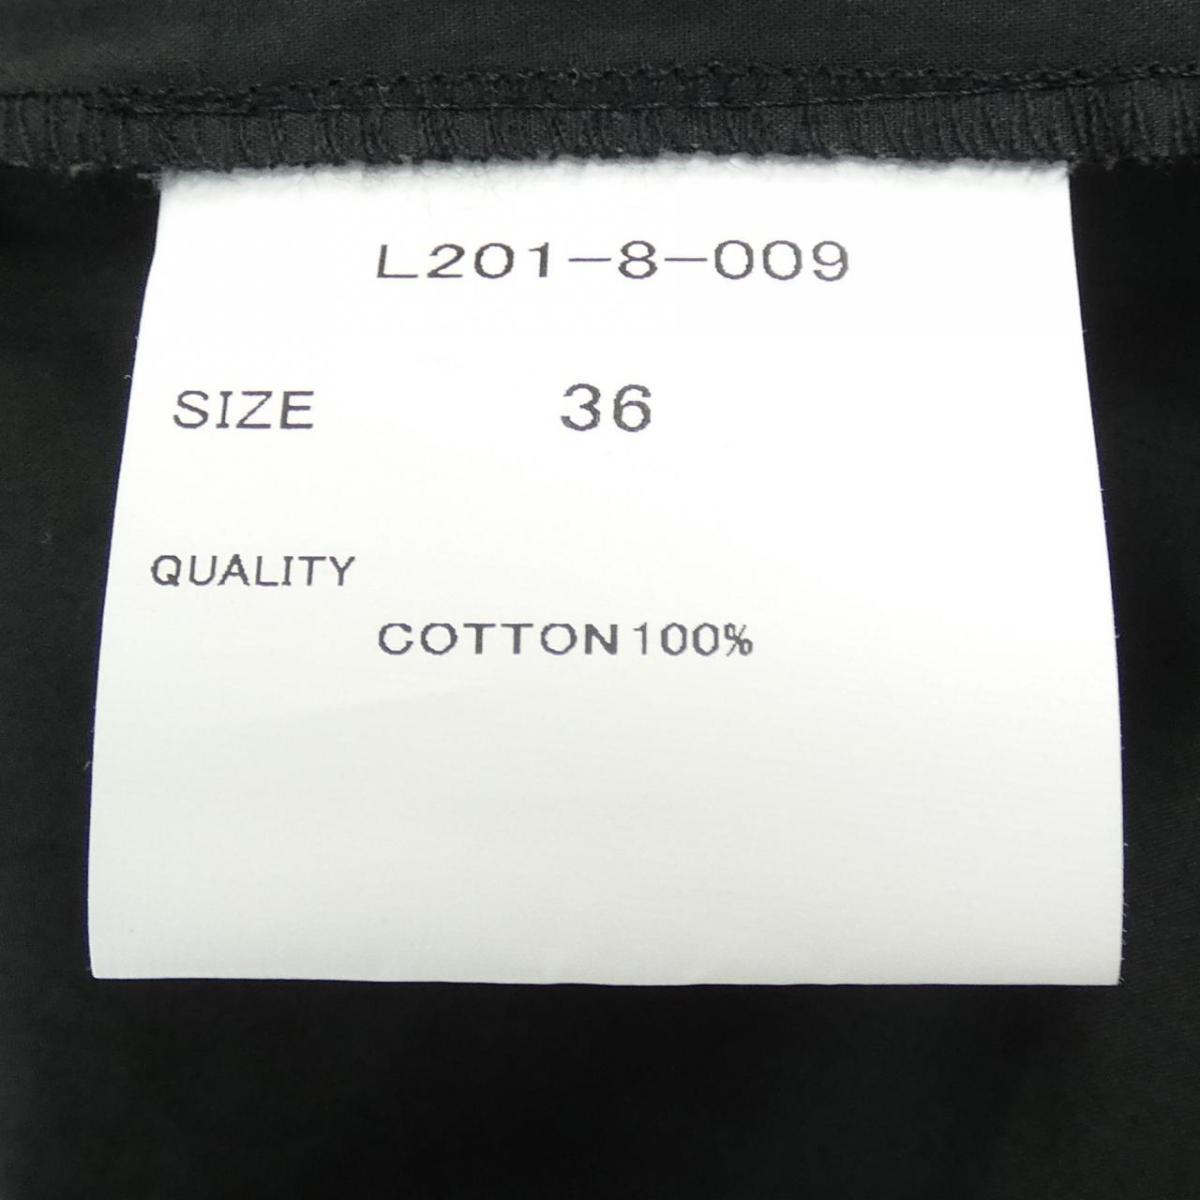 L201-8-009
SIZE 36
QUALITY
COTTON100%